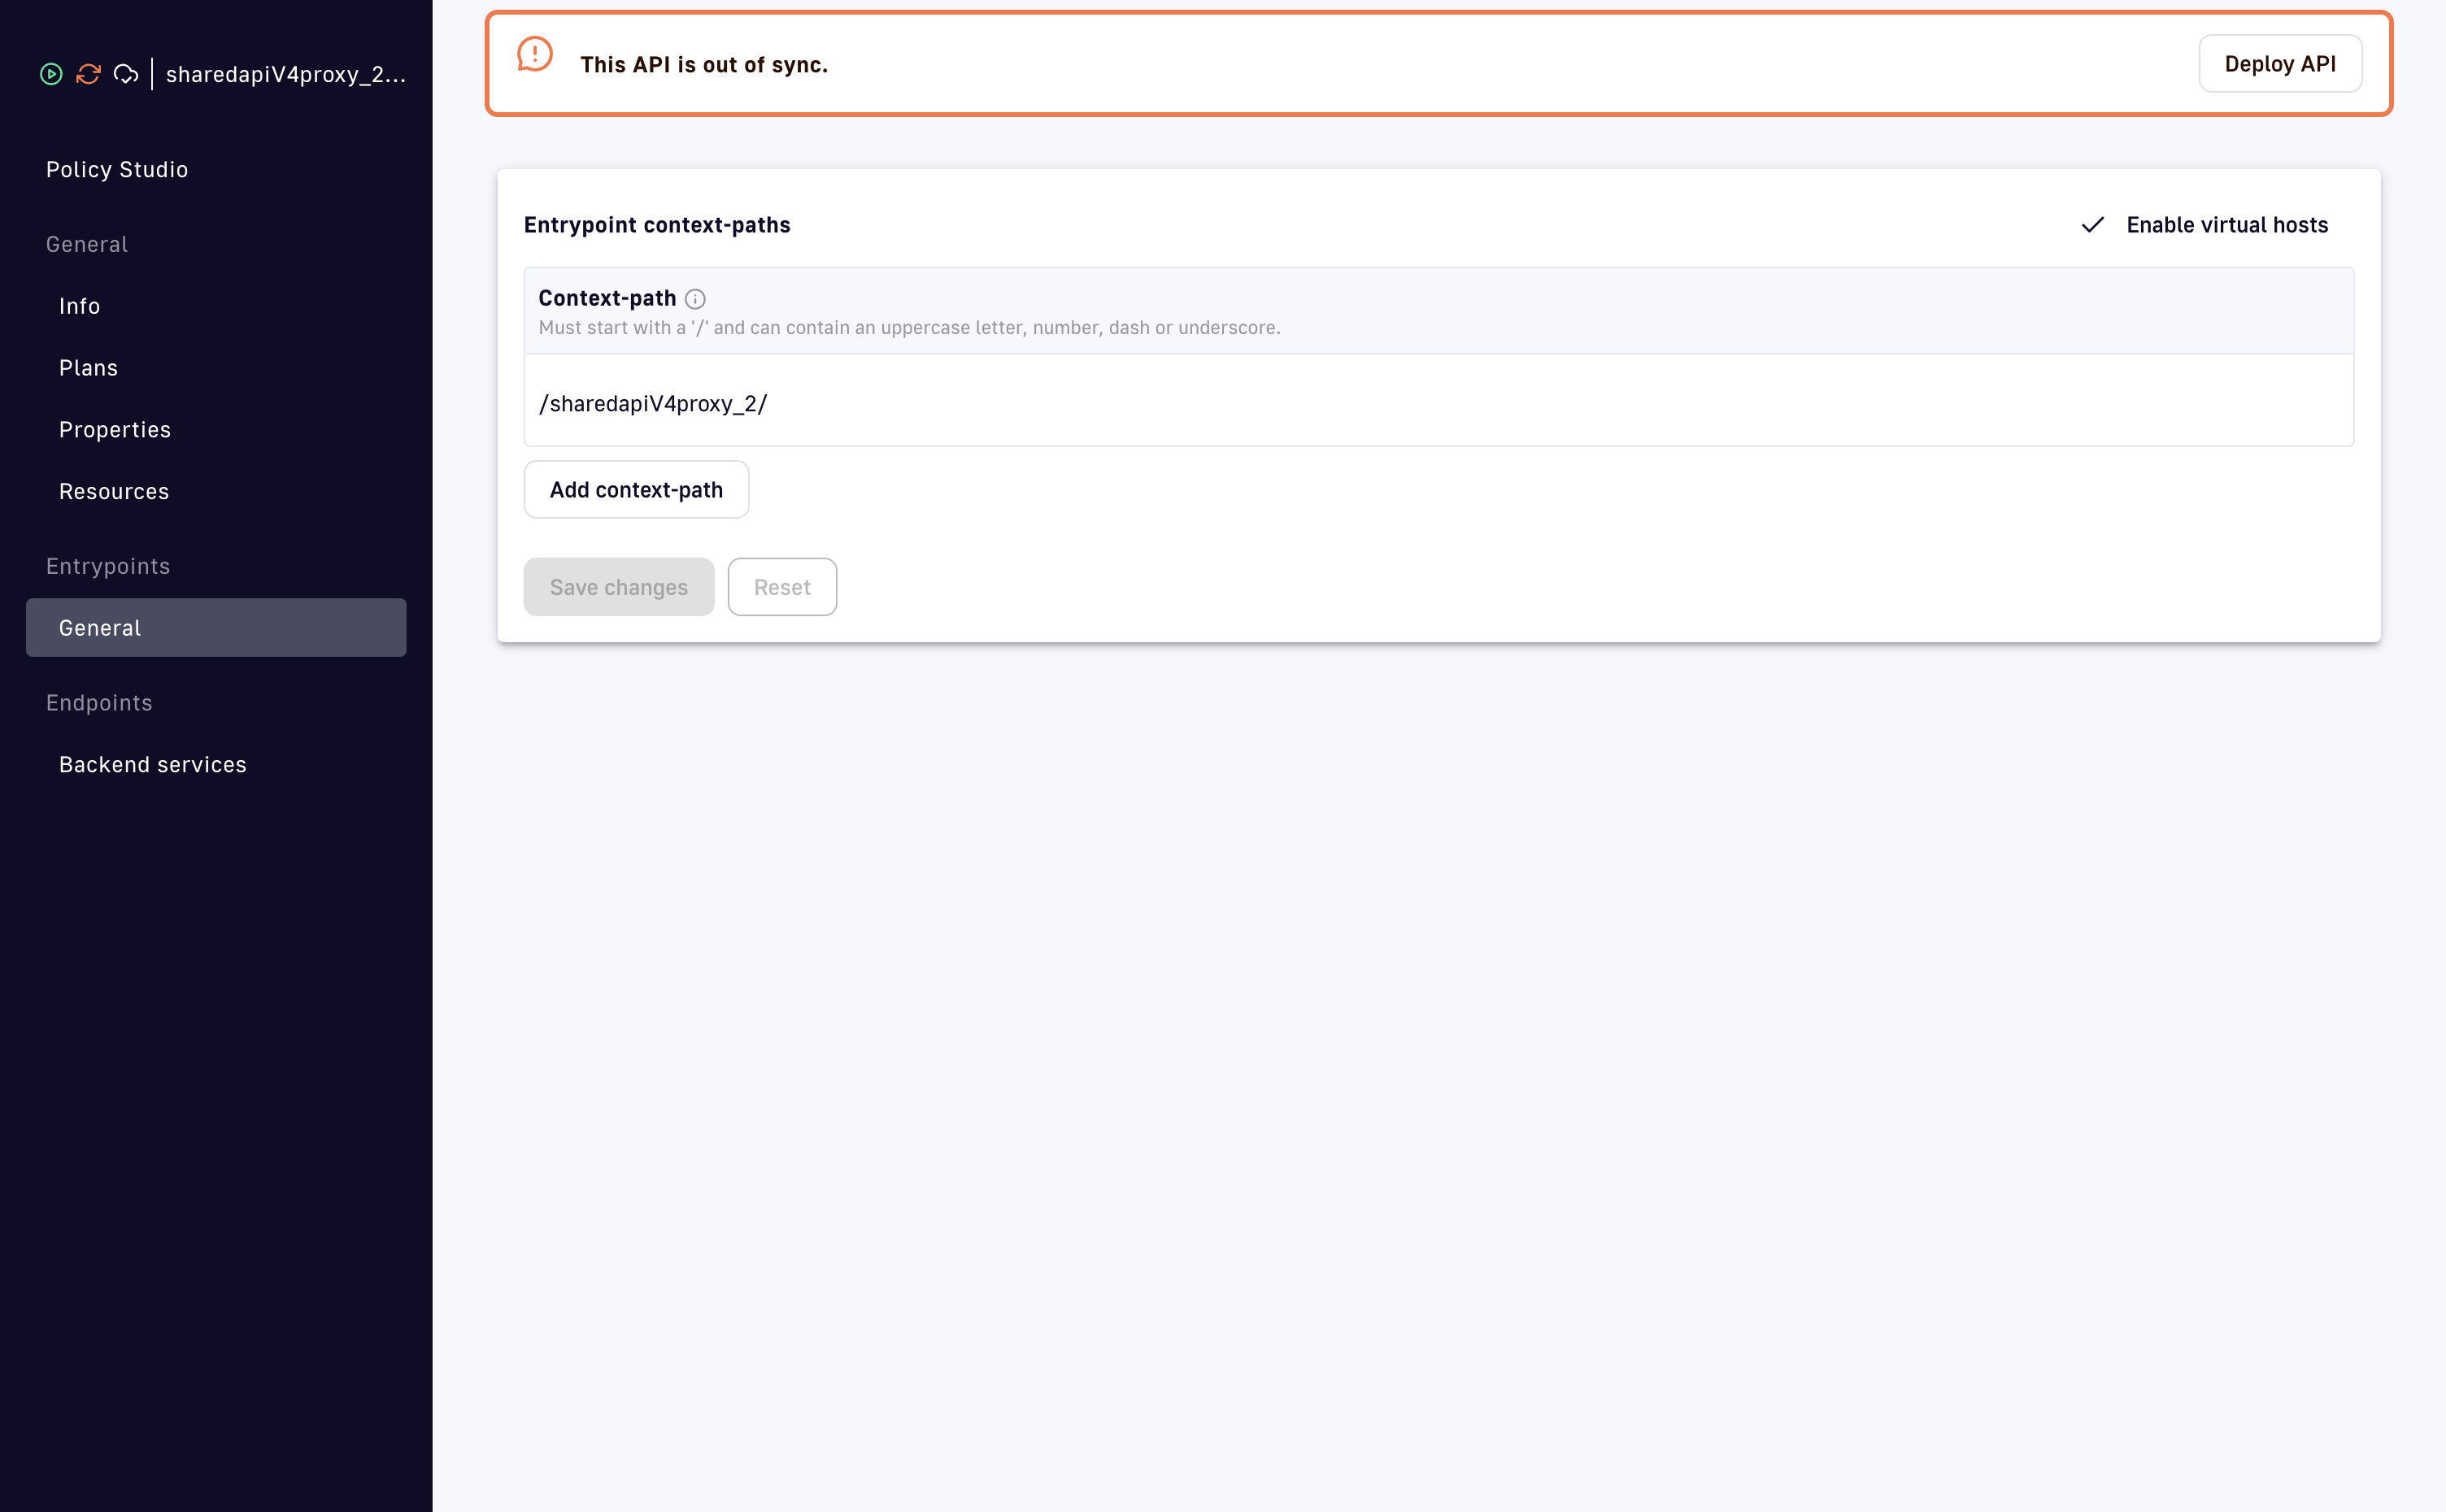 sharedapiV4proxy_2...
Policy Studio
General
Info
Plans
Properties
Resources
Entrypoints
General
Endpoints
Backend services
This API is out of sync.
Deploy API
Entrypoint context-paths
Enable virtual hosts
Context-path
Must start with a '/' and can contain an uppercase letter, number, dash or underscore.
/sharedapiV4proxy_2/
Add context-path
Save changes
Reset